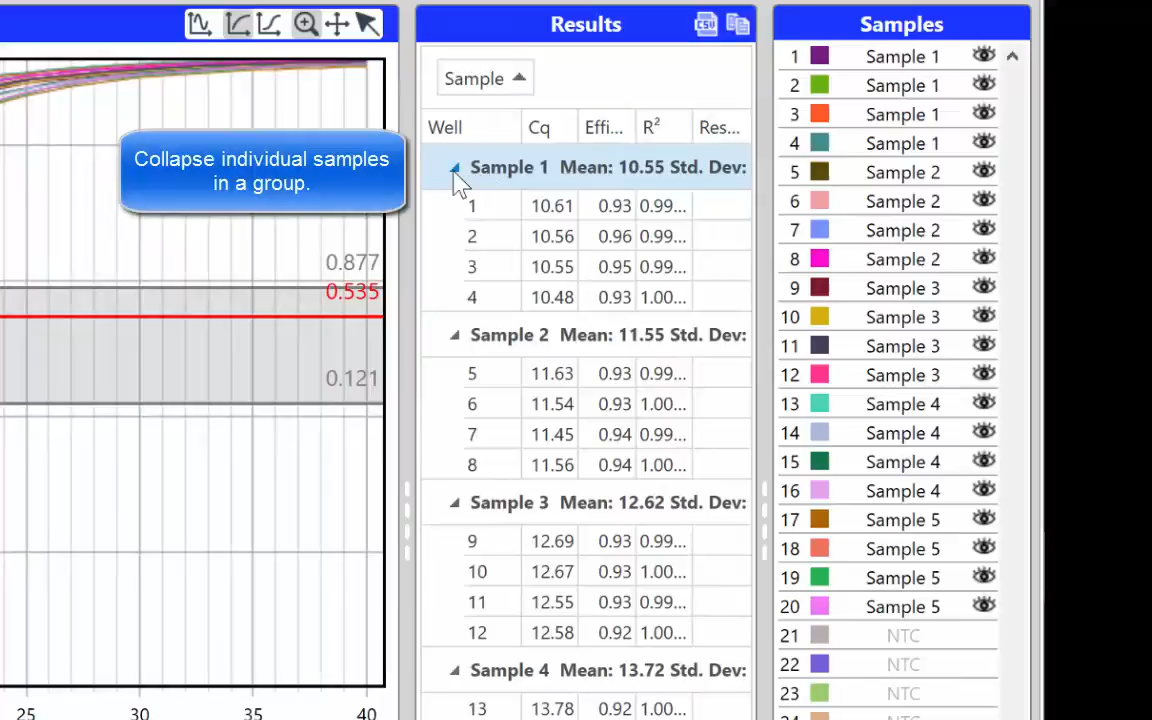 Collapse individual samples
in a group.
0.877
0.535
0.121
25 30 35 40
Results
CSV
Sample
Well Cq Effi... R² Res...
Sample 1 Mean: 10.55 Std. Dev:
1 10.61 0.93 0.99...
2 10.56 0.96 0.99...
3 10.55 0.95 0.99...
4 10.48 0.93 1.00...
Sample 2 Mean: 11.55 Std. Dev:
5 11.63 0.93 0.99...
6 11.54 0.93 1.00...
7 11.45 0.94 0.99...
8 11.56 0.94 1.00...
Sample 3 Mean: 12.62 Std. Dev:
9 12.69 0.93 0.99...
10 12.67 0.93 1.00...
11 12.55 0.93 0.99...
12 12.58 0.92 1.00...
Sample 4 Mean: 13.72 Std. Dev:
13 13.78 0.92 1.00...
Samples
1 Sample 1
2 Sample 1
3 Sample 1
4 Sample 1
5 Sample 2
6 Sample 2
7 Sample 2
8 Sample 2
9 Sample 3
10 Sample 3
11 Sample 3
12 Sample 3
13 Sample 4
14 Sample 4
15 Sample 4
16 Sample 4
17 Sample 5
18 Sample 5
19 Sample 5
20 Sample 5
21 NTC
22 NTC
23 NTC